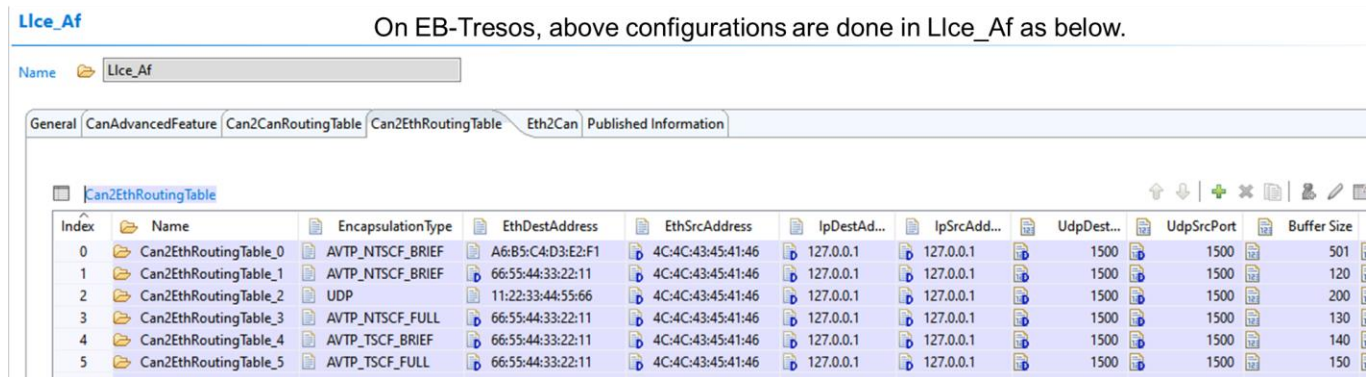 Llce_Af
On EB-Tresos, above configurations are done in Llce_Af as below.
Name Llce_Af
General CanAdvancedFeature Can2CanRoutingTable Can2EthRoutingTable Eth2Can Published Information
Can2EthRoutingTable
Index Name EncapsulationType EthDestAddress EthSrcAddress IpDestAd... IpSrcAdd... UdpDest... UdpSrcPort Buffer Size
0 Can2EthRoutingTable_0 AVTP_NTSCF_BRIEF A6:B5:C4:D3:E2:F1 4C:4C:43:45:41:46 127.0.0.1 127.0.0.1 1500 1500 501
1 Can2EthRoutingTable_1 AVTP_NTSCF_BRIEF 66:55:44:33:22:11 4C:4C:43:45:41:46 127.0.0.1 127.0.0.1 1500 1500 120
2 Can2EthRoutingTable_2 UDP 11:22:33:44:55:66 4C:4C:43:45:41:46 127.0.0.1 127.0.0.1 1500 1500 200
3 Can2EthRoutingTable_3 AVTP_NTSCF_FULL 66:55:44:33:22:11 4C:4C:43:45:41:46 127.0.0.1 127.0.0.1 1500 1500 130
4 Can2EthRoutingTable_4 AVTP_TSCF_BRIEF 66:55:44:33:22:11 4C:4C:43:45:41:46 127.0.0.1 127.0.0.1 1500 1500 140
5 Can2EthRoutingTable_5 AVTP_TSCF_FULL 66:55:44:33:22:11 4C:4C:43:45:41:46 127.0.0.1 127.0.0.1 1500 1500 150